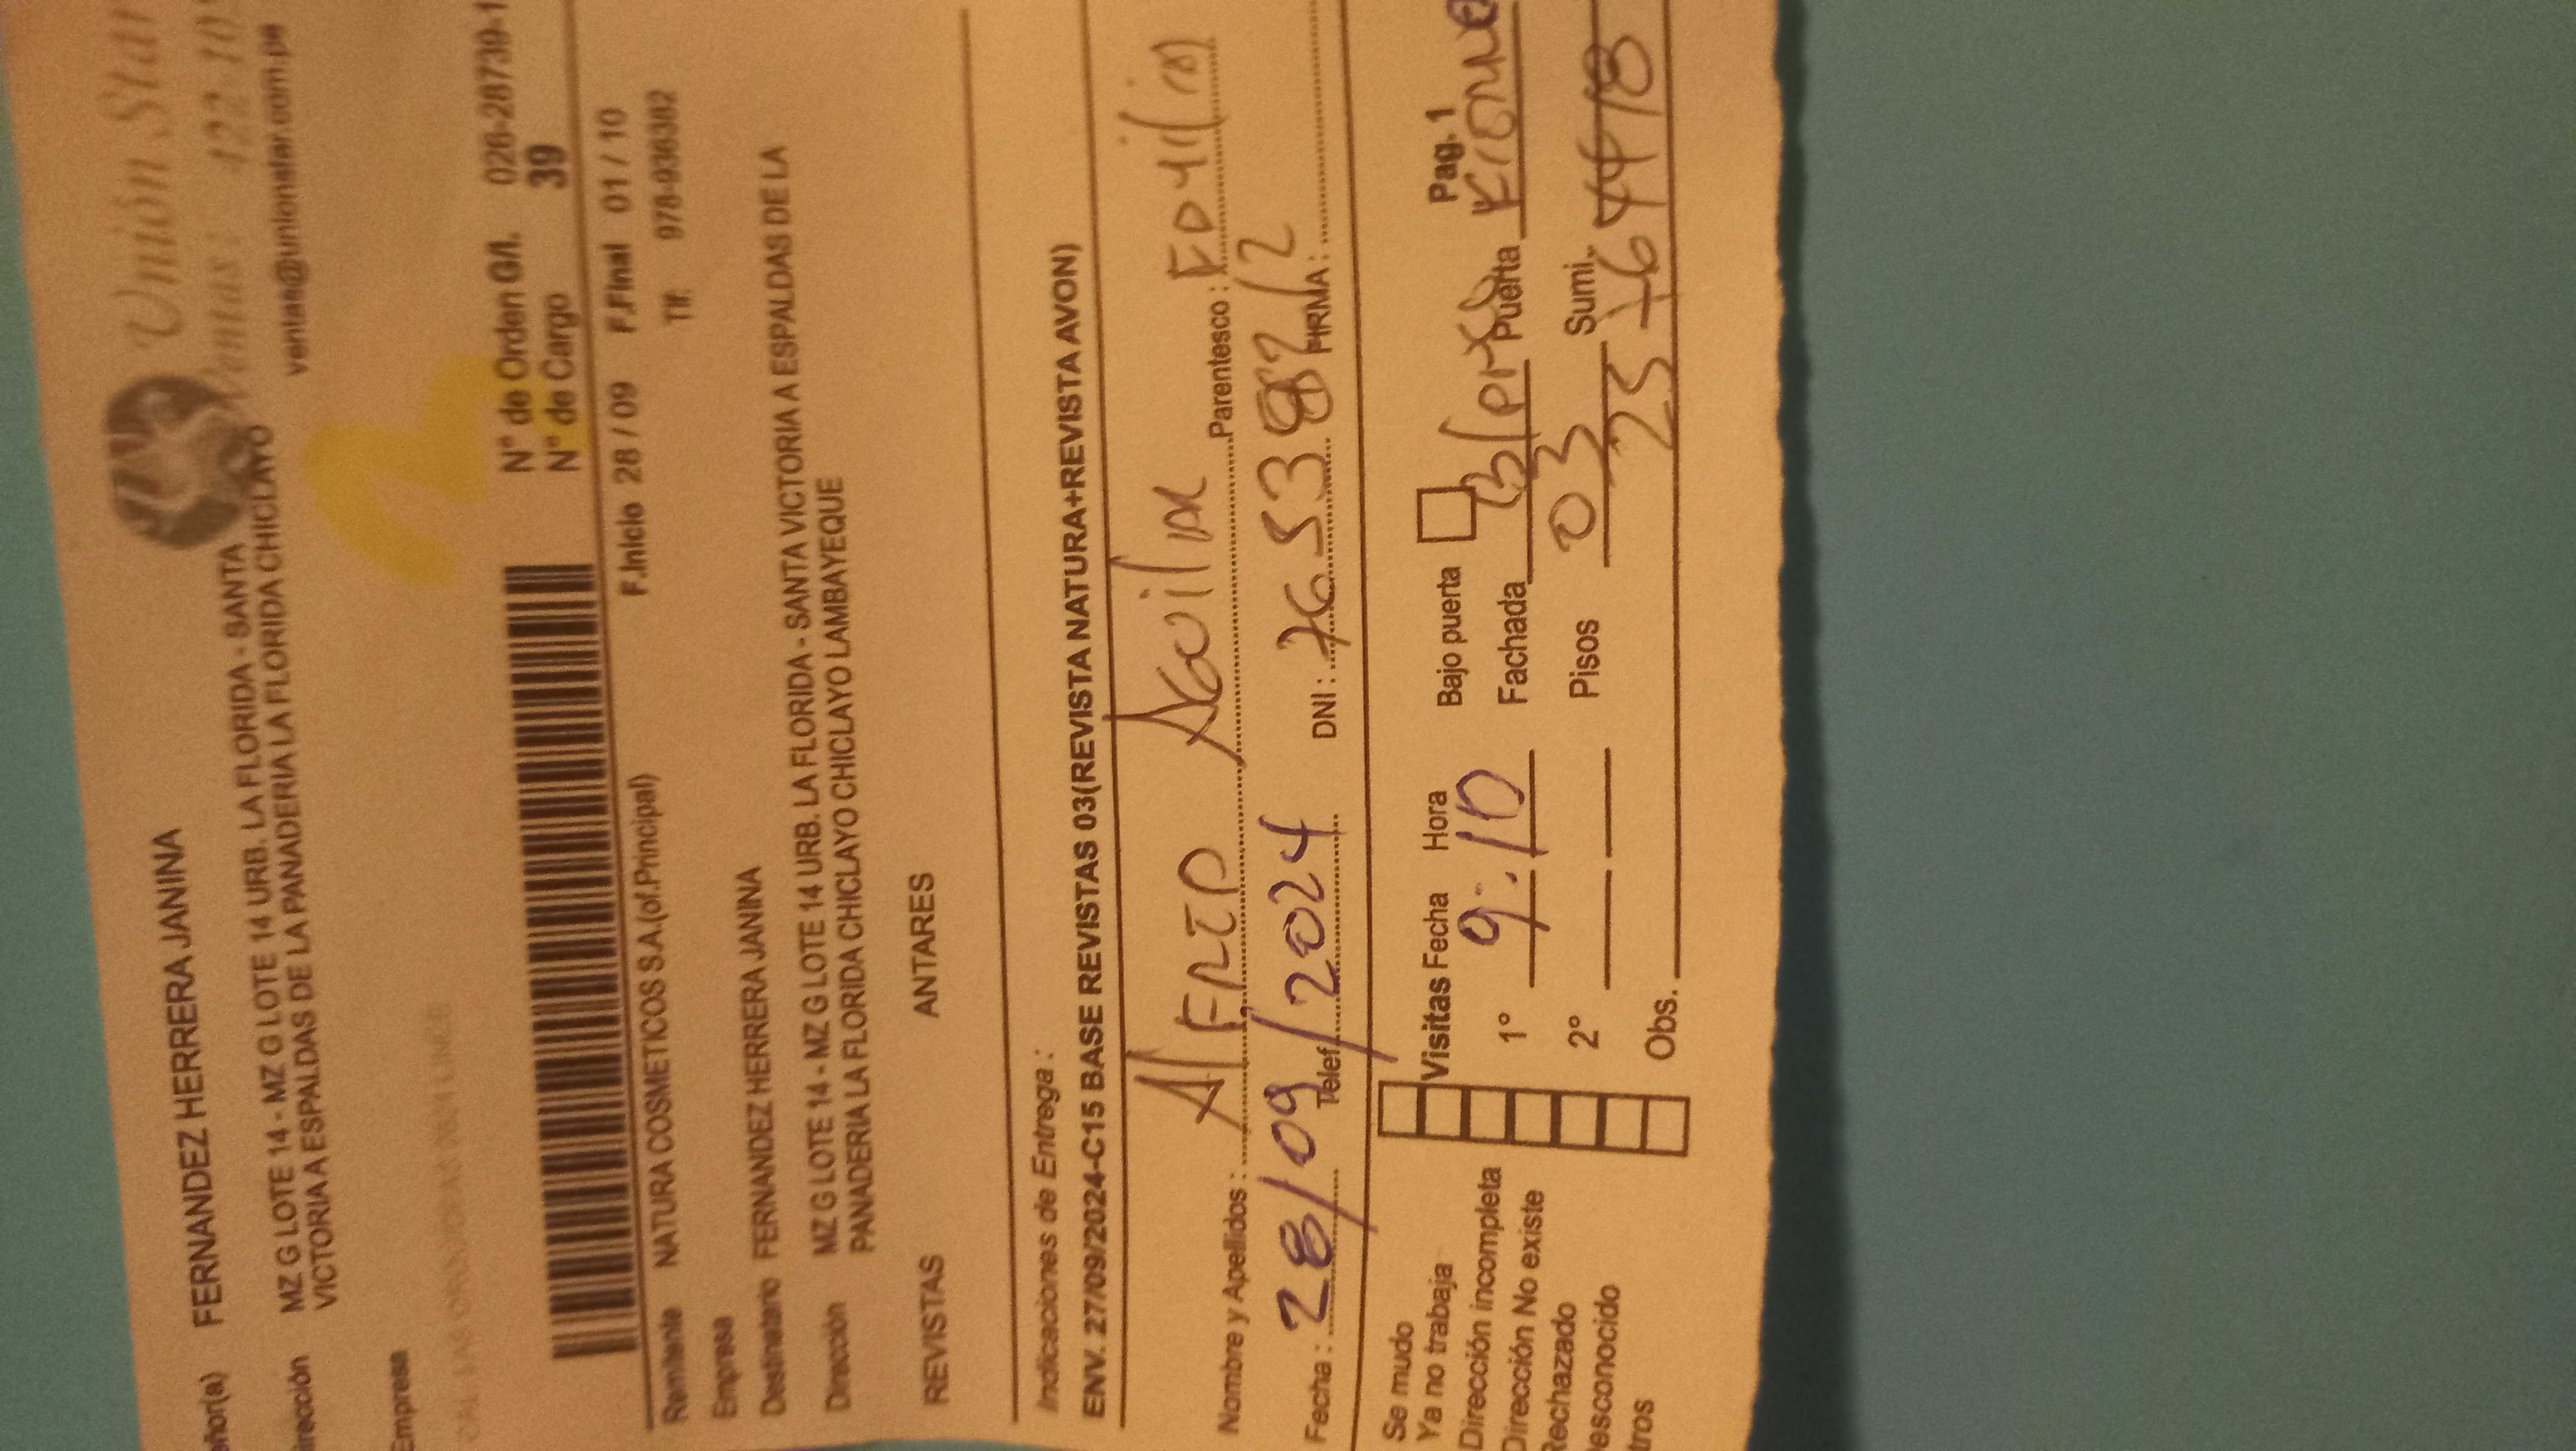 Unión Star
Ventas: 422-10
ventas@unionstar.com.pe
eñor(a) FERNANDEZ HERRERA JANINA
irección MZ G LOTE 14 - MZ G LOTE 14 URB. LA FLORIDA - SANTA
VICTORIA A ESPALDAS DE LA PANADERIA LA FLORIDA CHICLAYO
Empresa
N° de Orden G/I. 026-28739-1
N° de Cargo 39
F.Inicio 28 / 09 F.Final 01 / 10
Remitente NATURA COSMETICOS S.A.(of.Principal) Tlf: 978-936382
Empresa
Destinatario FERNANDEZ HERRERA JANINA
Dirección MZ G LOTE 14 - MZ G LOTE 14 URB. LA FLORIDA - SANTA VICTORIA A ESPALDAS DE LA
PANADERIA LA FLORIDA CHICLAYO CHICLAYO LAMBAYEQUE
REVISTAS ANTARES
Indicaciones de Entrega :
ENV. 27/09/2024-C15 BASE REVISTAS 03(REVISTA NATURA+REVISTA AVON)
Nombre y Apellidos : Parentesco :
Fecha : 28/09/2024 Telef. DNI : FIRMA :
Se mudo
Ya no trabaja
Dirección incompleta
Dirección No existe
Rechazado
Desconocido
tros
Visitas Fecha Hora Bajo puerta Pag. 1
1° 9:10 Fachada Puerta
2° Pisos 03 Sumi.
Obs.